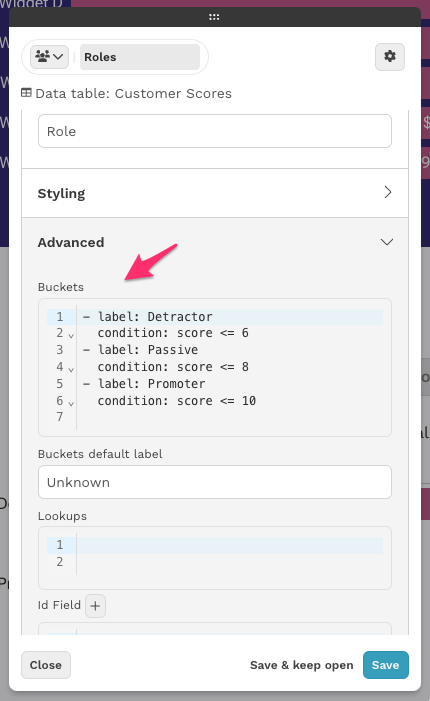 Widget D
Roles
Data table: Customer Scores
Role
Styling
Advanced
Buckets
1 - label: Detractor
2 condition: score <= 6
3 - label: Passive
4 condition: score <= 8
5 - label: Promoter
6 condition: score <= 10
7
Buckets default label
Unknown
Lookups
1
2
Id Field +
Close
Save & keep open
Save